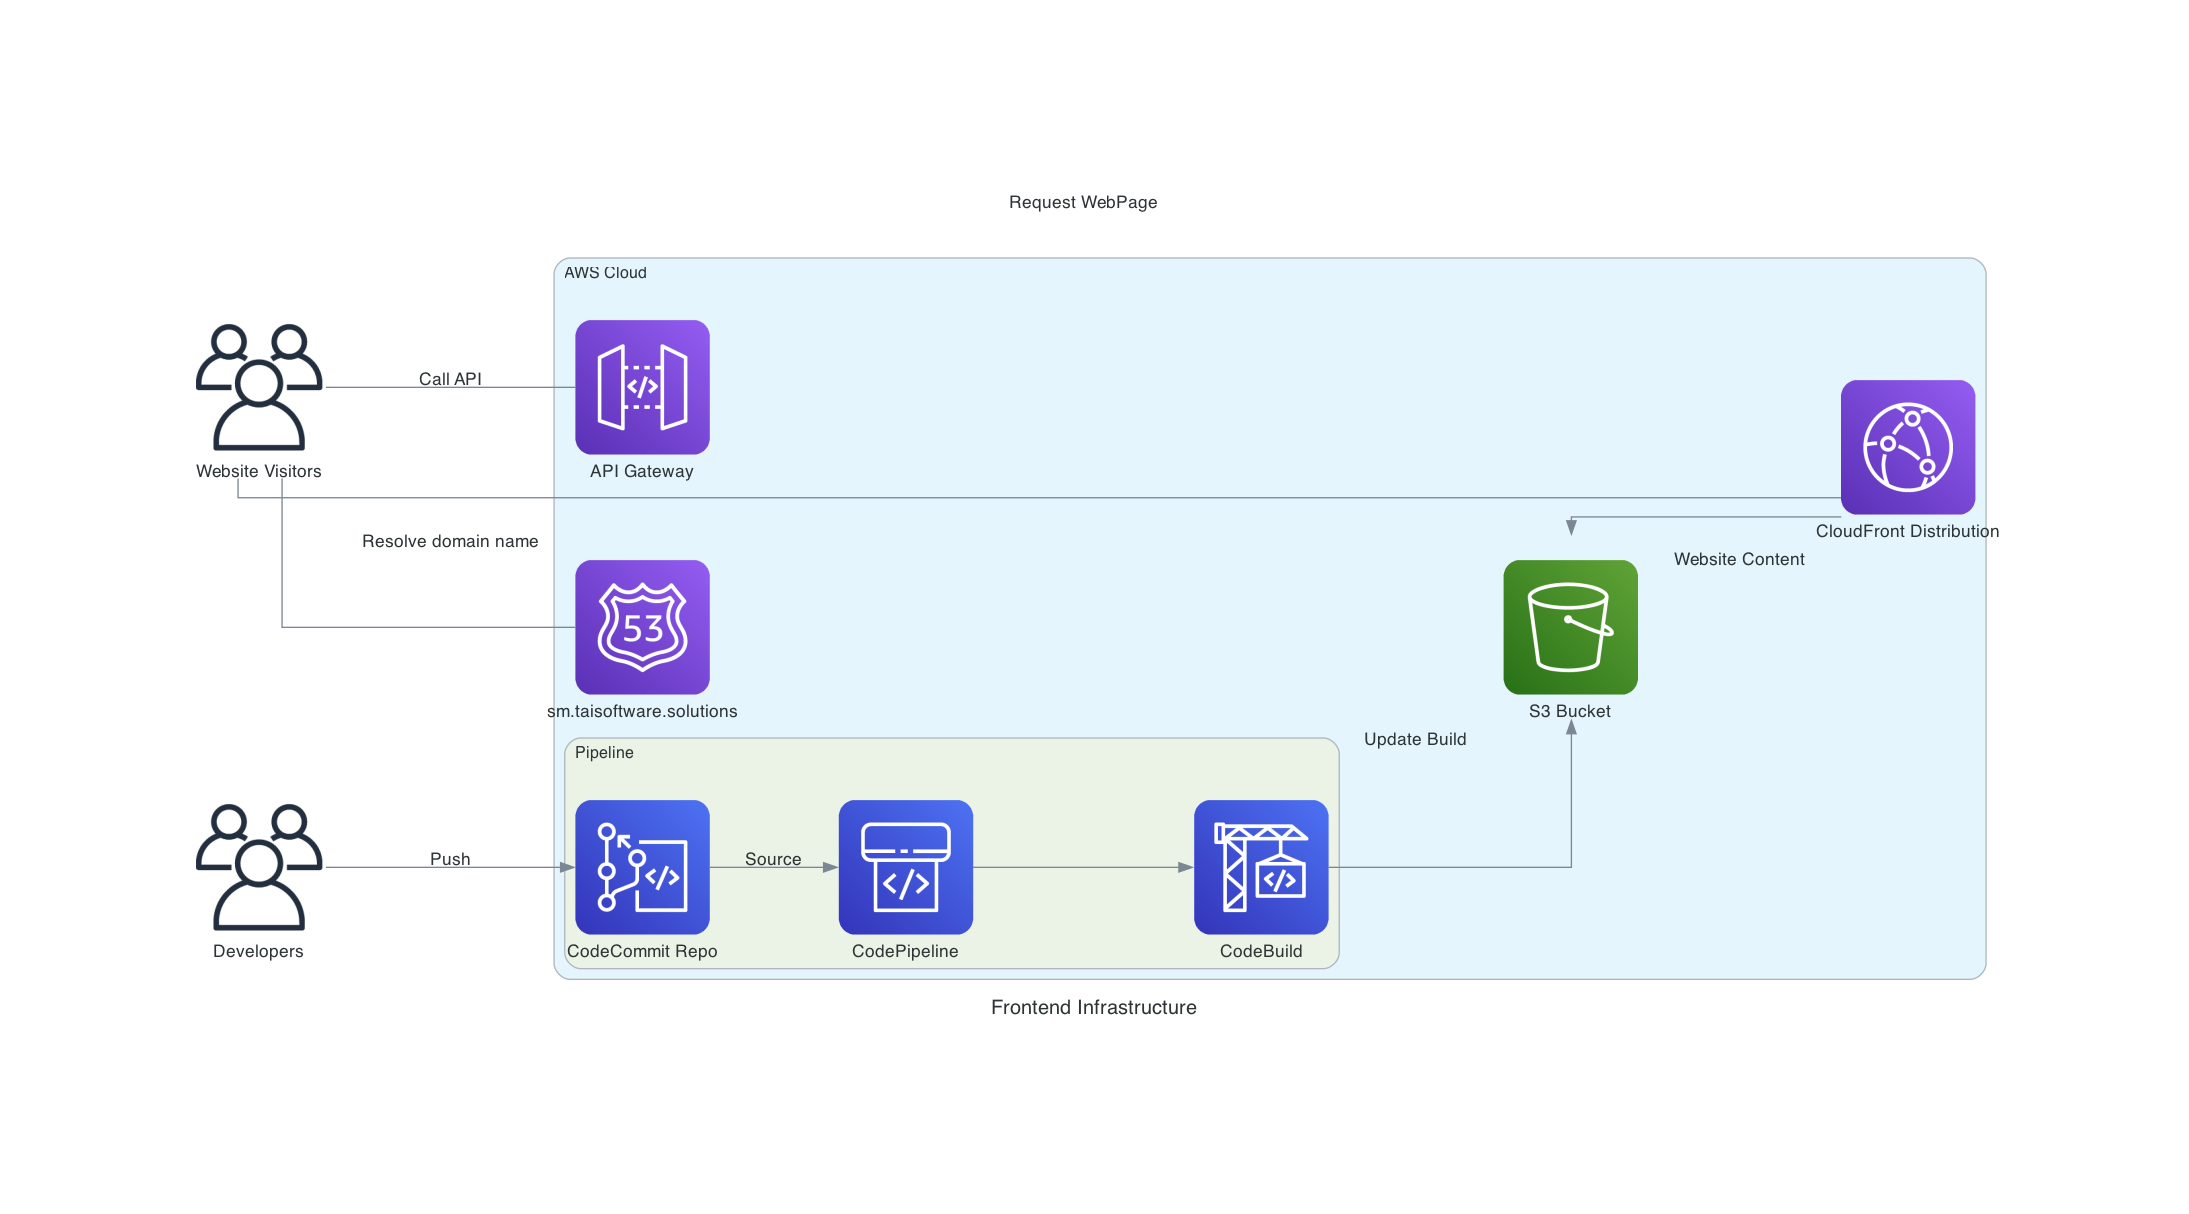 Request WebPage
AWS Cloud
Call API
Website Visitors
API Gateway
CloudFront Distribution
Resolve domain name
Website Content
53
sm.taisoftware.solutions
S3 Bucket
Update Build
Pipeline
Push
Source
Developers
CodeCommit Repo
CodePipeline
CodeBuild
Frontend Infrastructure